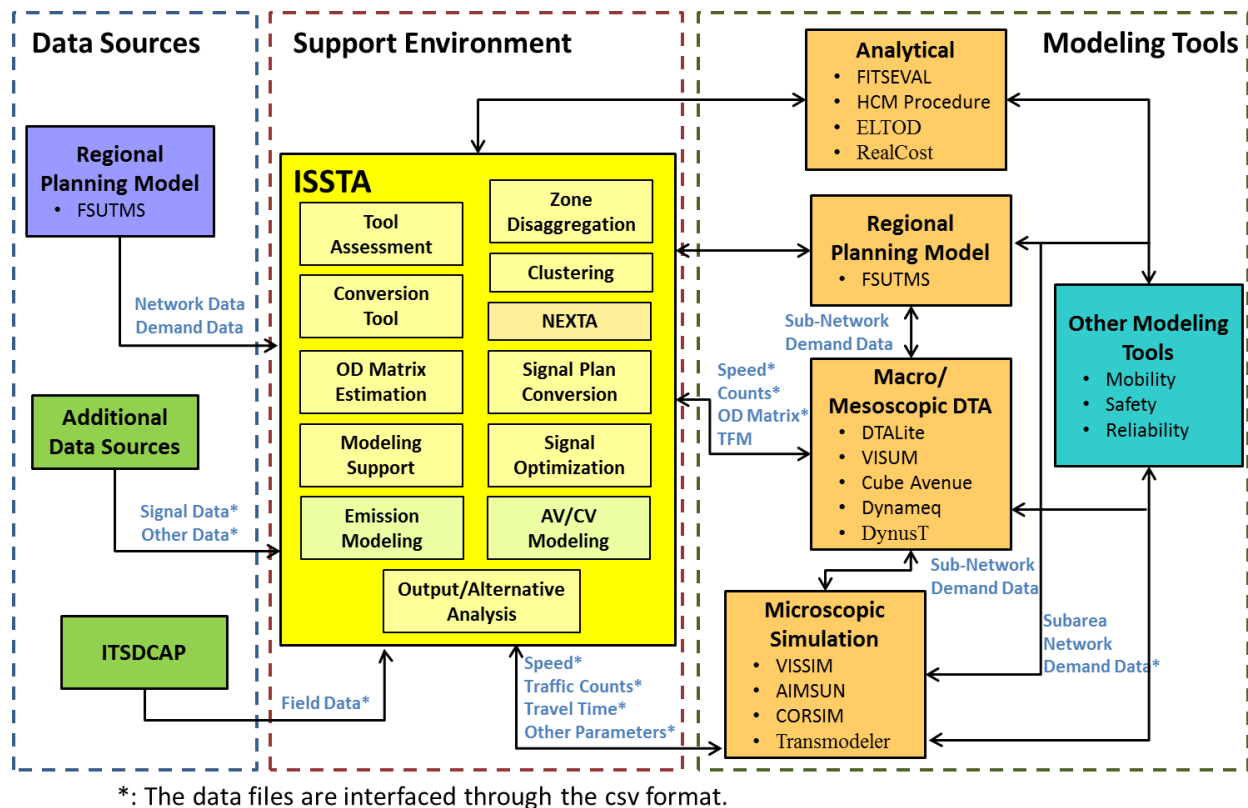 Data Sources
Support Environment
Modeling Tools
Regional
Planning Model
• FSUTMS
Network Data
Demand Data
Additional
Data Sources
Signal Data*
Other Data*
ITSDCAP
Field Data*
ISSTA
Tool
Assessment
Zone
Disaggregation
Conversion
Tool
Clustering
NEXTA
OD Matrix
Estimation
Signal Plan
Conversion
Modeling
Support
Signal
Optimization
Emission
Modeling
AV/CV
Modeling
Output/Alternative
Analysis
Speed*
Traffic Counts*
Travel Time*
Other Parameters*
Analytical
• FITSEVAL
• HCM Procedure
• ELTOD
• RealCost
Regional
Planning Model
• FSUTMS
Sub-Network
Demand Data
Speed*
Counts*
OD Matrix*
TFM
Macro/
Mesoscopic DTA
• DTALite
• VISUM
• Cube Avenue
• Dynameq
• DynusT
Sub-Network
Demand Data
Microscopic
Simulation
• VISSIM
• AIMSUN
• CORSIM
• Transmodeler
Subarea
Network
Demand Data*
Other Modeling
Tools
• Mobility
• Safety
• Reliability
*: The data files are interfaced through the csv format.